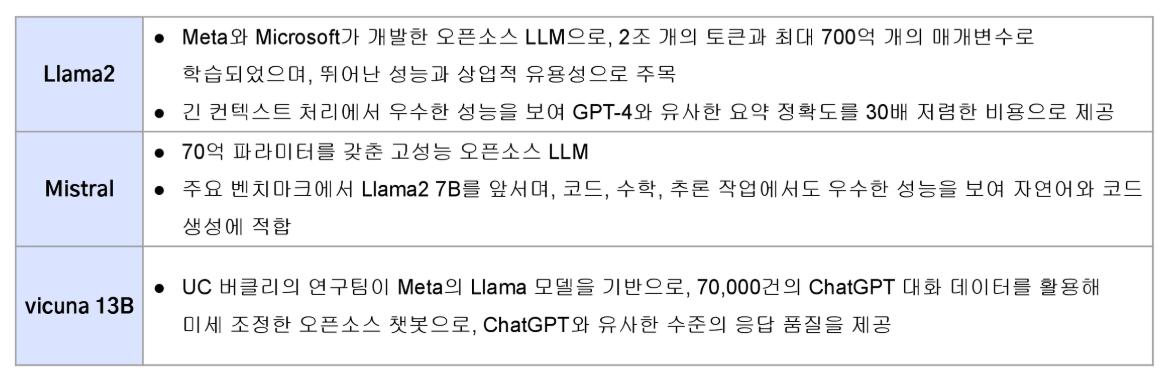 Llama2
● Meta와 Microsoft가 개발한 오픈소스 LLM으로, 2조 개의 토큰과 최대 700억 개의 매개변수로
학습되었으며, 뛰어난 성능과 상업적 유용성으로 주목
● 긴 컨텍스트 처리에서 우수한 성능을 보여 GPT-4와 유사한 요약 정확도를 30배 저렴한 비용으로 제공
Mistral
● 70억 파라미터를 갖춘 고성능 오픈소스 LLM
● 주요 벤치마크에서 Llama2 7B를 앞서며, 코드, 수학, 추론 작업에서도 우수한 성능을 보여 자연어와 코드
생성에 적합
vicuna 13B
● UC 버클리의 연구팀이 Meta의 Llama 모델을 기반으로, 70,000건의 ChatGPT 대화 데이터를 활용해
미세 조정한 오픈소스 챗봇으로, ChatGPT와 유사한 수준의 응답 품질을 제공